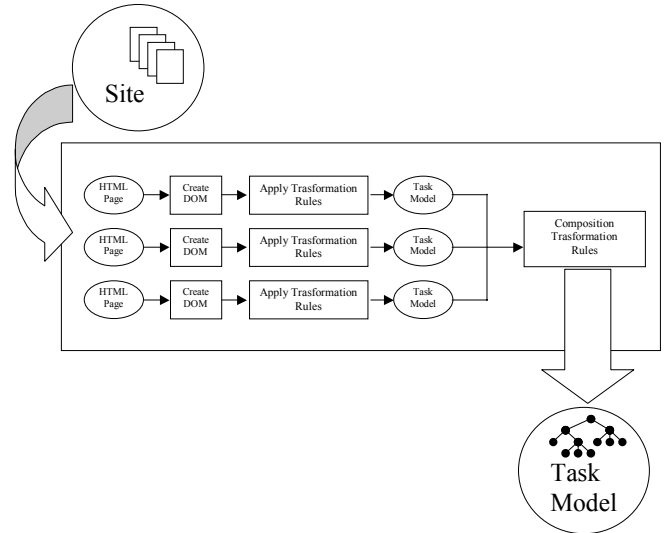 Site
HTML
Page
Create
DOM
Apply Trasformation
Rules
Task
Model
HTML
Page
Create
DOM
Apply Trasformation
Rules
Task
Model
HTML
Page
Create
DOM
Apply Trasformation
Rules
Task
Model
Composition
Trasformation
Rules
Task
Model